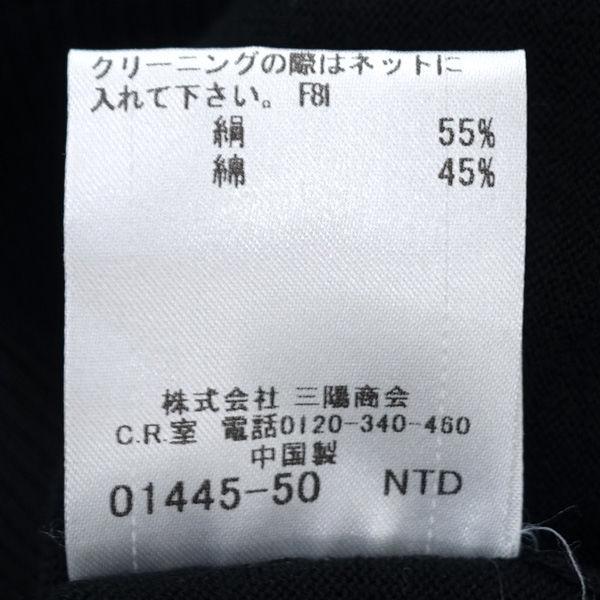 クリーニングの際はネットに
入れて下さい。 F8I
絹 55%
綿 45%
株式会社 三陽商会
C.R.室 電話0120-340-460
中国製
01445-50 NTD